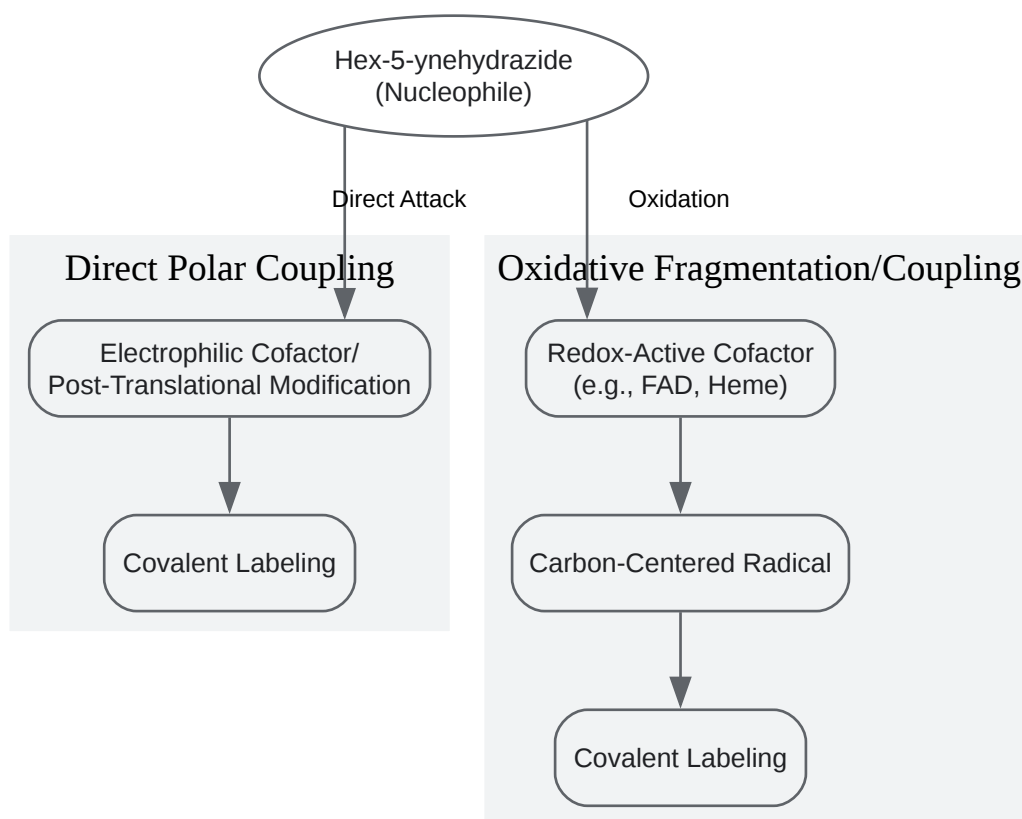 Hex-5-ynehydrazide
(Nucleophile)
Direct Attack
Oxidation
Direct Polar Coupling
Electrophilic Cofactor/
Post-Translational Modification
Covalent Labeling
Oxidative Fragmentation/Coupling
Redox-Active Cofactor
(e.g., FAD, Heme)
Carbon-Centered Radical
Covalent Labeling